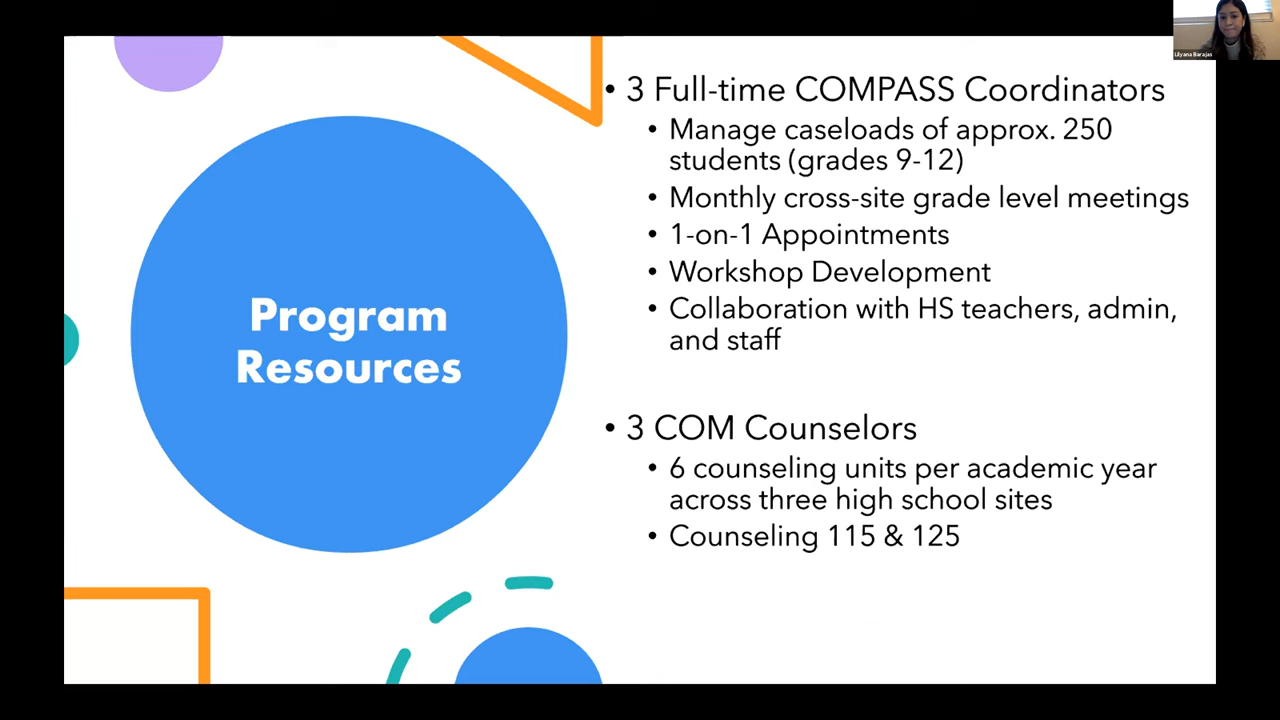 Lilyana Barajas
• 3 Full-time COMPASS Coordinators
• Manage caseloads of approx. 250
students (grades 9-12)
• Monthly cross-site grade level meetings
• 1-on-1 Appointments
• Workshop Development
• Collaboration with HS teachers, admin,
and staff
Program
Resources
• 3 COM Counselors
• 6 counseling units per academic year
across three high school sites
• Counseling 115 & 125